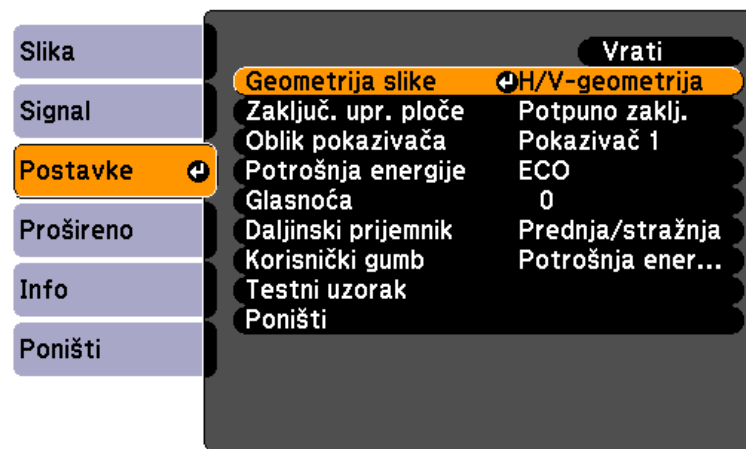 Slika
Signal
Postavke
Prošireno
Info
Poništi
Vrati
Geometrija slike H/V-geometrija
Zaključ. upr. ploče Potpuno zaklj.
Oblik pokazivača Pokazivač 1
Potrošnja energije ECO
Glasnoća 0
Daljinski prijemnik Prednja/stražnja
Korisnički gumb Potrošnja ener...
Testni uzorak
Poništi